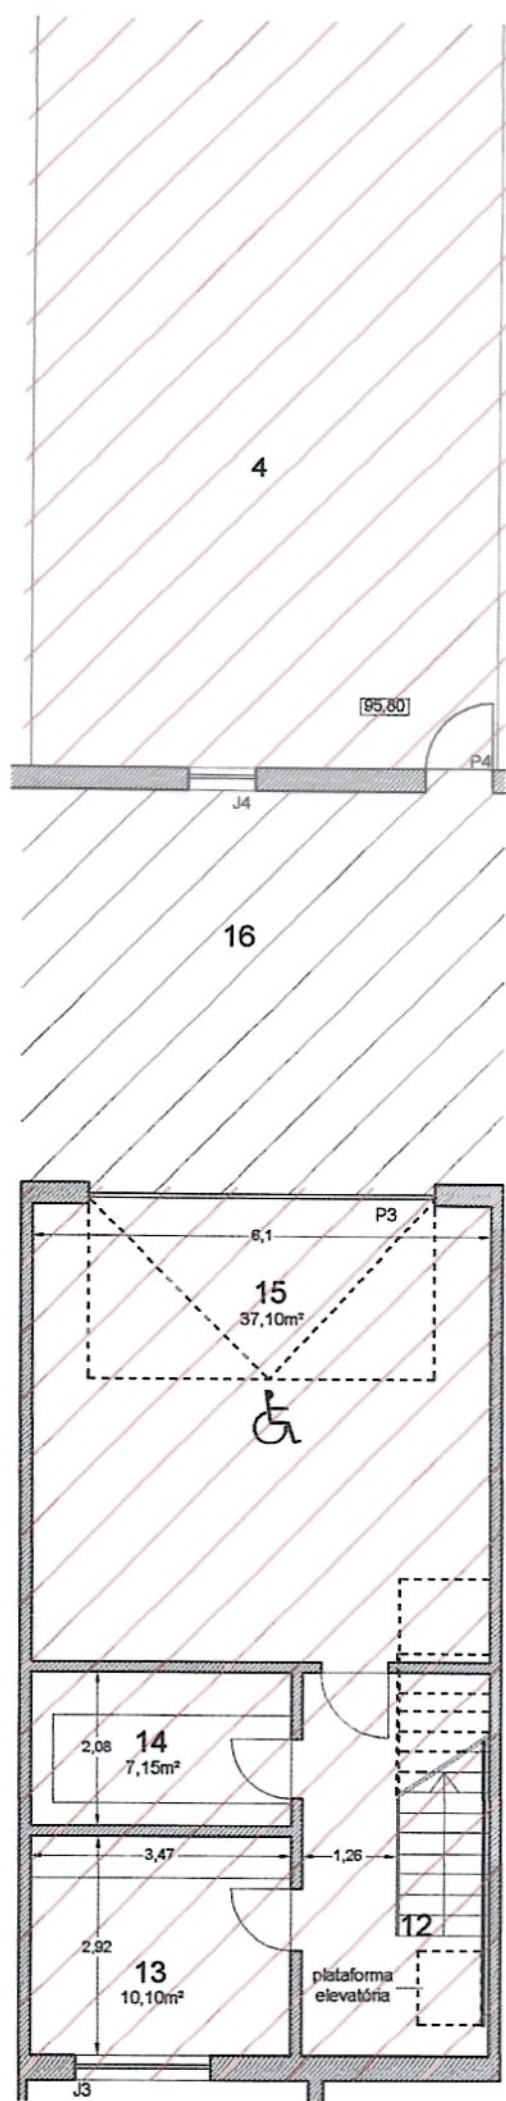 4
95.80
P4
J4
16
P3
6,1
15
37,10m²
2,08
14
7,15m²
3,47
1,26
2,92
12
13
10,10m²
plataforma
elevatória
J3